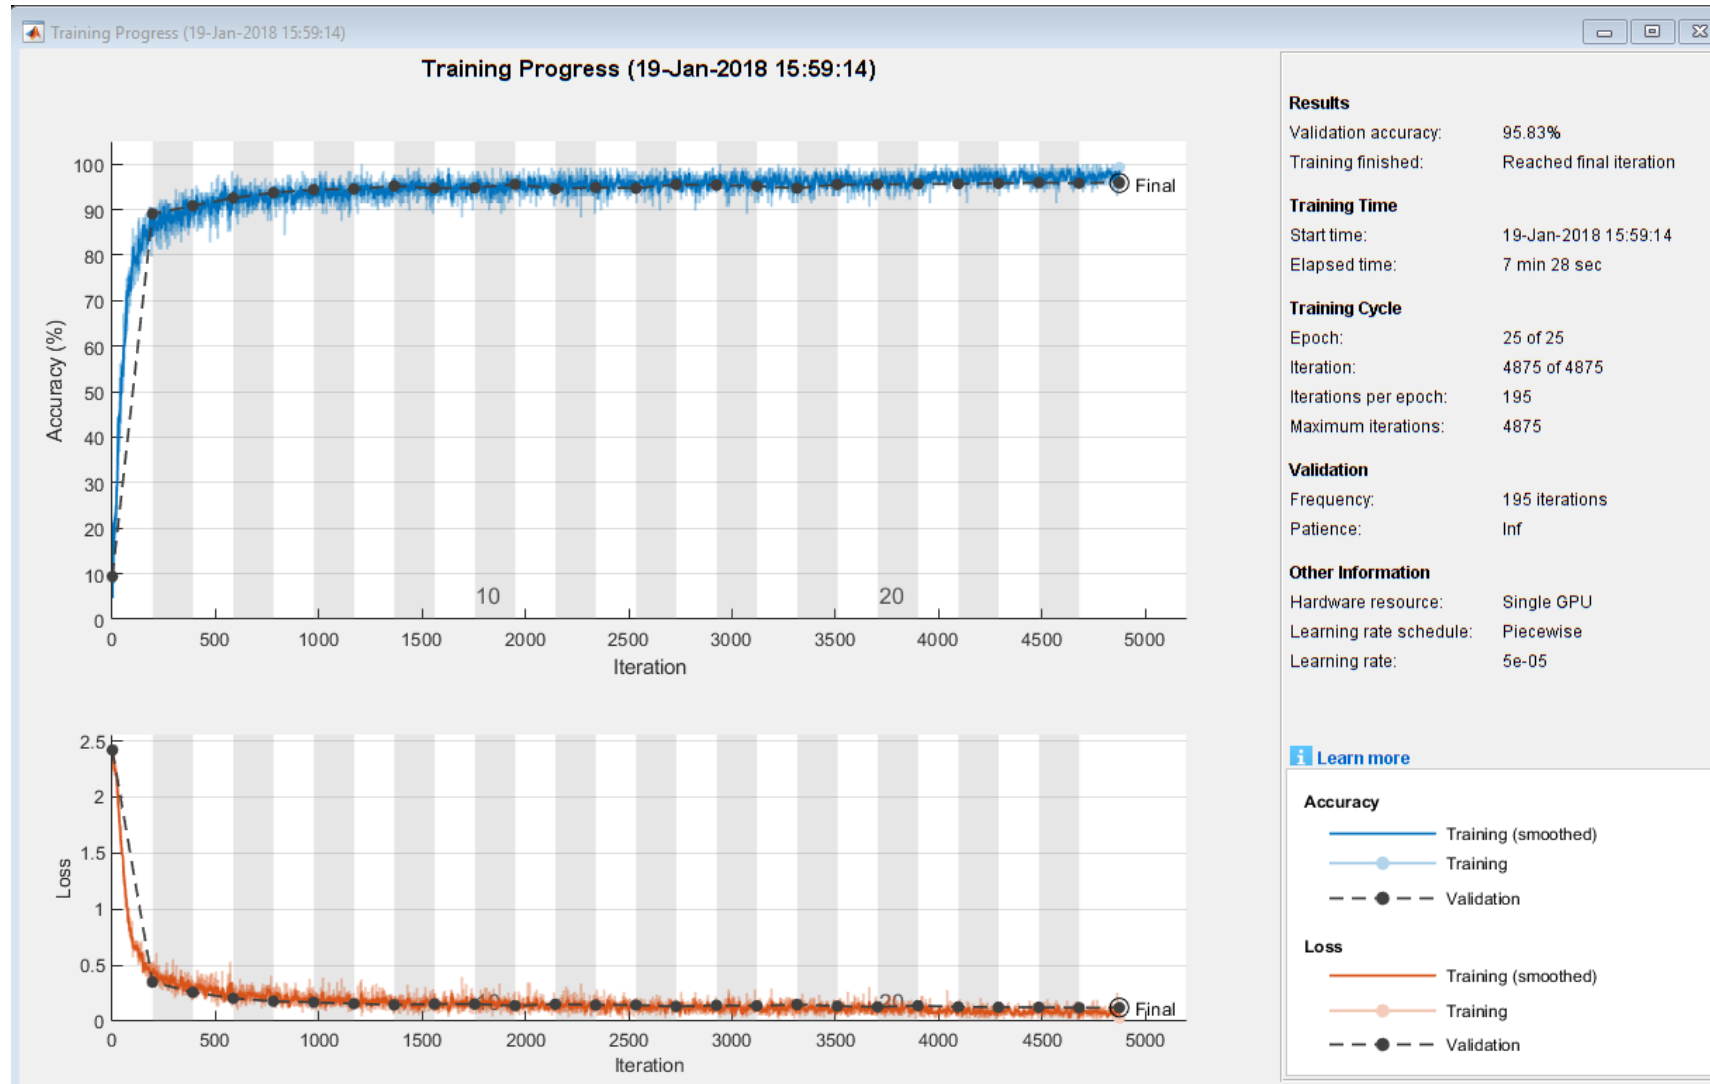 Training Progress (19-Jan-2018 15:59:14)
Training Progress (19-Jan-2018 15:59:14)
Accuracy (%)
100
90
80
70
60
50
40
30
20
10
0
10
20
Final
0 500 1000 1500 2000 2500 3000 3500 4000 4500 5000
Iteration
Loss
2.5
2
1.5
1
0.5
0
10
20
Final
0 500 1000 1500 2000 2500 3000 3500 4000 4500 5000
Iteration
Results
Validation accuracy: 95.83%
Training finished: Reached final iteration
Training Time
Start time: 19-Jan-2018 15:59:14
Elapsed time: 7 min 28 sec
Training Cycle
Epoch: 25 of 25
Iteration: 4875 of 4875
Iterations per epoch: 195
Maximum iterations: 4875
Validation
Frequency: 195 iterations
Patience: Inf
Other Information
Hardware resource: Single GPU
Learning rate schedule: Piecewise
Learning rate: 5e-05
i Learn more
Accuracy
Training (smoothed)
Training
Validation
Loss
Training (smoothed)
Training
Validation